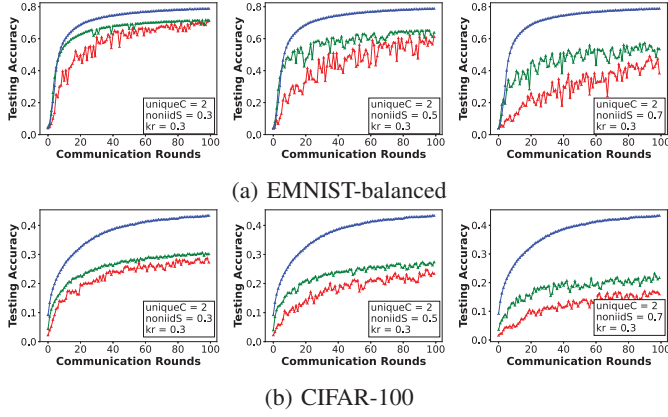 0.8
0.6
0.4
0.2
0.0
Testing Accuracy
uniqueC = 2
noniidS = 0.3
kr = 0.3
0 20 40 60 80 100
Communication Rounds
0.8
0.6
0.4
0.2
0.0
Testing Accuracy
uniqueC = 2
noniidS = 0.5
kr = 0.3
0 20 40 60 80 100
Communication Rounds
0.8
0.6
0.4
0.2
0.0
Testing Accuracy
uniqueC = 2
noniidS = 0.7
kr = 0.3
0 20 40 60 80 100
Communication Rounds
(a) EMNIST-balanced
0.4
0.3
0.2
0.1
0.0
Testing Accuracy
uniqueC = 2
noniidS = 0.3
kr = 0.3
0 20 40 60 80 100
Communication Rounds
0.4
0.3
0.2
0.1
0.0
Testing Accuracy
uniqueC = 2
noniidS = 0.5
kr = 0.3
0 20 40 60 80 100
Communication Rounds
0.4
0.3
0.2
0.1
0.0
Testing Accuracy
uniqueC = 2
noniidS = 0.7
kr = 0.3
0 20 40 60 80 100
Communication Rounds
(b) CIFAR-100